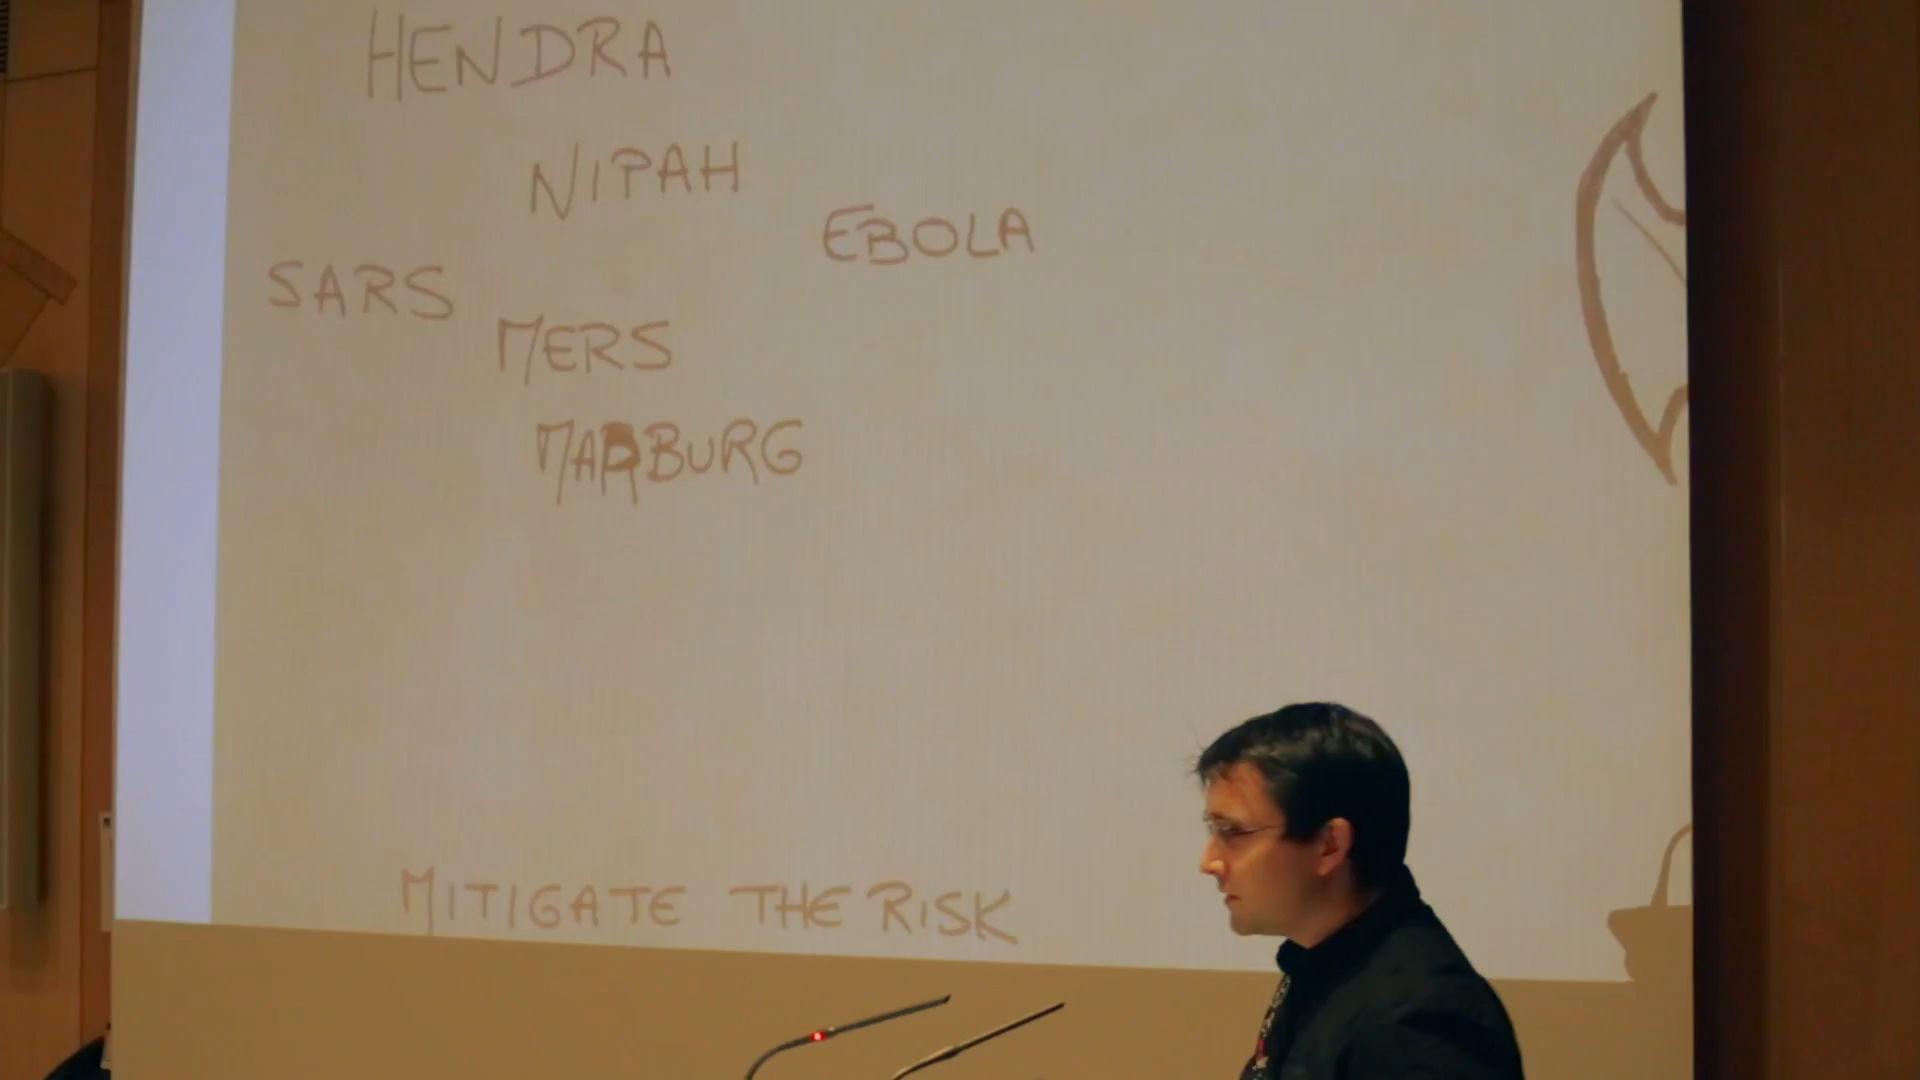 HENDRA
NIPAH
EBOLA
SARS
MERS
MARBURG
MITIGATE THE RISK